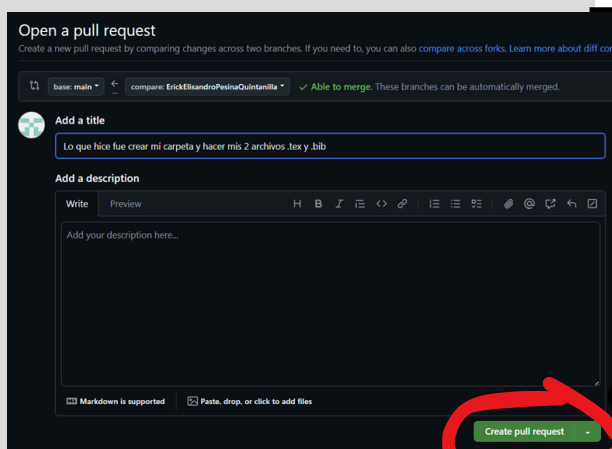 Open a pull request
Create a new pull request by comparing changes across two branches. If you need to, you can also compare across forks. Learn more about diff
base: main
compare: ErickElisandroPesinaQuintanilla
Able to merge. These branches can be automatically merged.
Add a title
Lo que hice fue crear mi carpeta y hacer mis 2 archivos .tex y .bib
Add a description
Write Preview
Add your description here...
Markdown is supported
Paste, drop, or click to add files
Create pull request